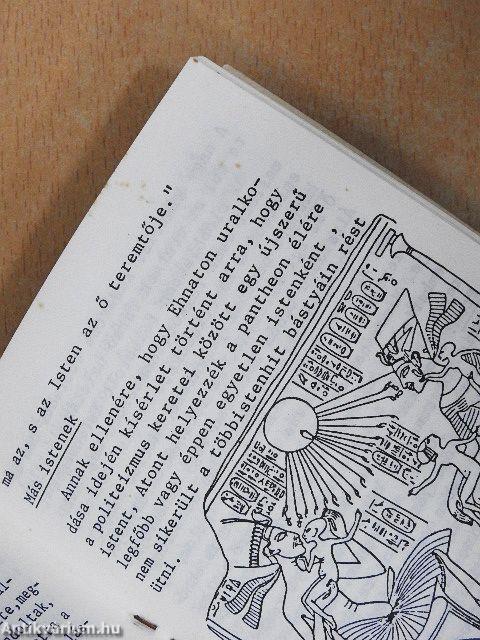 ma az, s az Isten az ő teremtője."
Más istenek
Annak ellenére, hogy Ehnaton uralko-
dása idején kísérlet történt arra, hogy
a politeizmus keretei között egy újszerű
istent, Atont helyezzék a pantheon élére
legfőbb vagy éppen egyetlen istenként,
nem sikerült a többistenhit bástyáin rést
ütni.
Antikvarium.hu